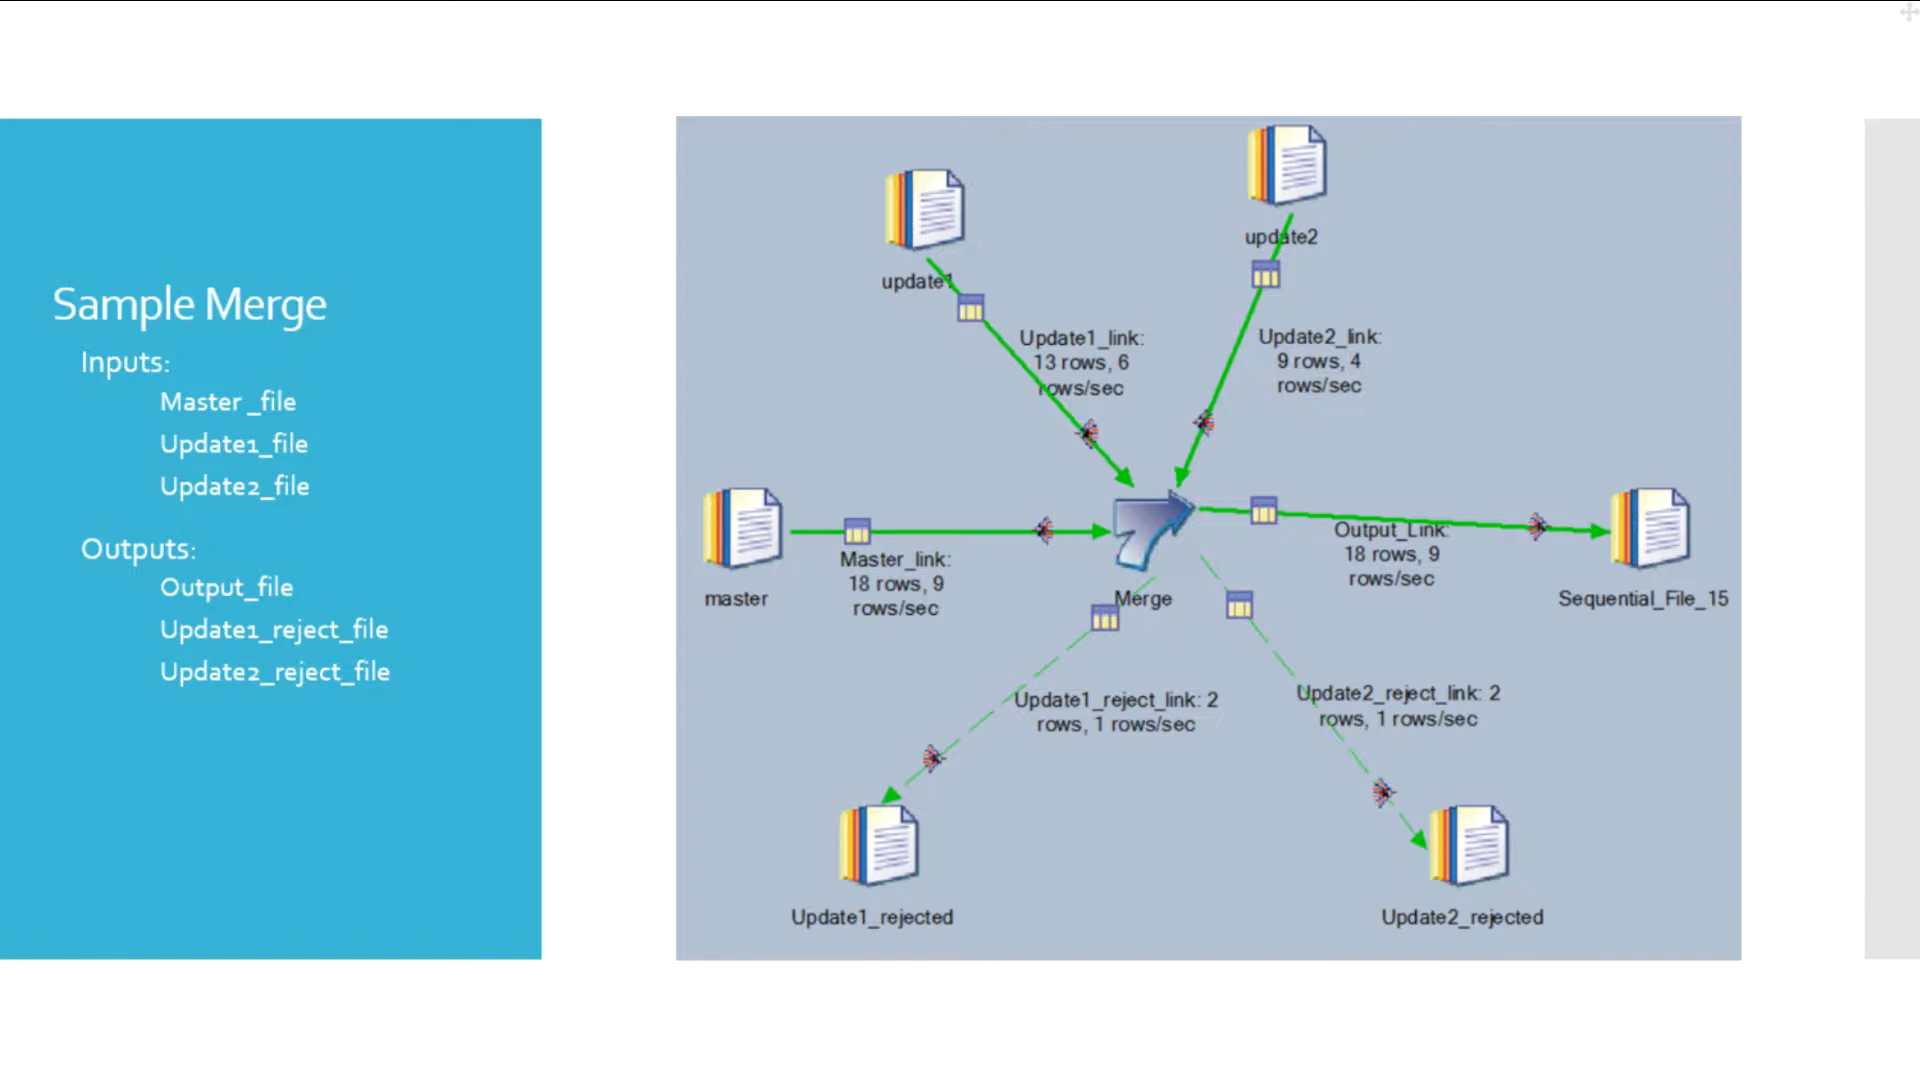 Sample Merge
Inputs:
Master _file
Update1_file
Update2_file
Outputs:
Output_file
Update1_reject_file
Update2_reject_file
update1
update2
Update1_link:
13 rows, 6
rows/sec
Update2_link:
9 rows, 4
rows/sec
master
Master_link:
18 rows, 9
rows/sec
Merge
Output_Link:
18 rows, 9
rows/sec
Sequential_File_15
Update1_reject_link: 2
rows, 1 rows/sec
Update2_reject_link: 2
rows, 1 rows/sec
Update1_rejected
Update2_rejected